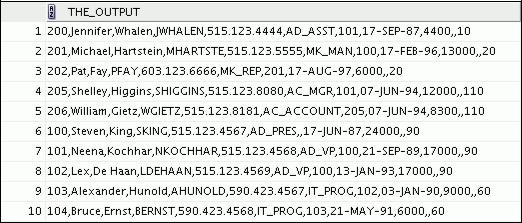 THE_OUTPUT
1 200,Jennifer,Whalen,JWHALEN,515.123.4444,AD_ASST,101,17-SEP-87,4400,,10
2 201,Michael,Hartstein,MHARTSTE,515.123.5555,MK_MAN,100,17-FEB-96,13000,,20
3 202,Pat,Fay,PFAY,603.123.6666,MK_REP,201,17-AUG-97,6000,,20
4 205,Shelley,Higgins,SHIGGINS,515.123.8080,AC_MGR,101,07-JUN-94,12000,,110
5 206,William,Gietz,WGIETZ,515.123.8181,AC_ACCOUNT,205,07-JUN-94,8300,,110
6 100,Steven,King,SKING,515.123.4567,AD_PRES,,17-JUN-87,24000,,90
7 101,Neena,Kochhar,NKOCHHAR,515.123.4568,AD_VP,100,21-SEP-89,17000,,90
8 102,Lex,De Haan,LDEHAAN,515.123.4569,AD_VP,100,13-JAN-93,17000,,90
9 103,Alexander,Hunold,AHUNOLD,590.423.4567,IT_PROG,102,03-JAN-90,9000,,60
10 104,Bruce,Ernst,BERNST,590.423.4568,IT_PROG,103,21-MAY-91,6000,,60